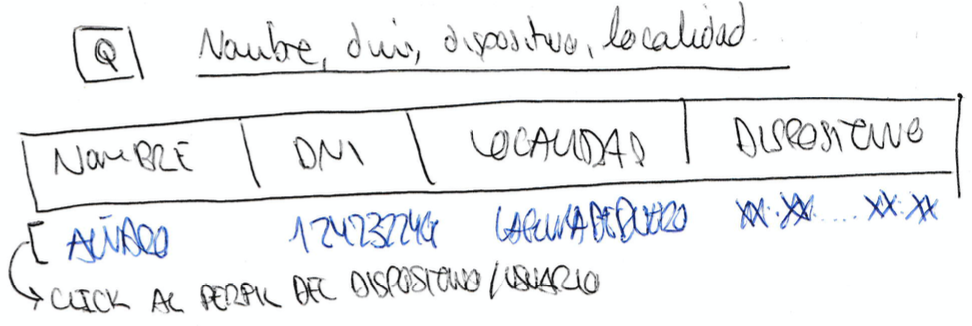 Nombre, dni, dispositivo, localidad.
NOMBRE DNI LOCALIDAD DISPOSITIVO
ALVARO 12423224G LAGUNA DE DUERO XX:XX.....XX:XX
CLICK AL PERFIL DEL DISPOSITIVO/USUARIO